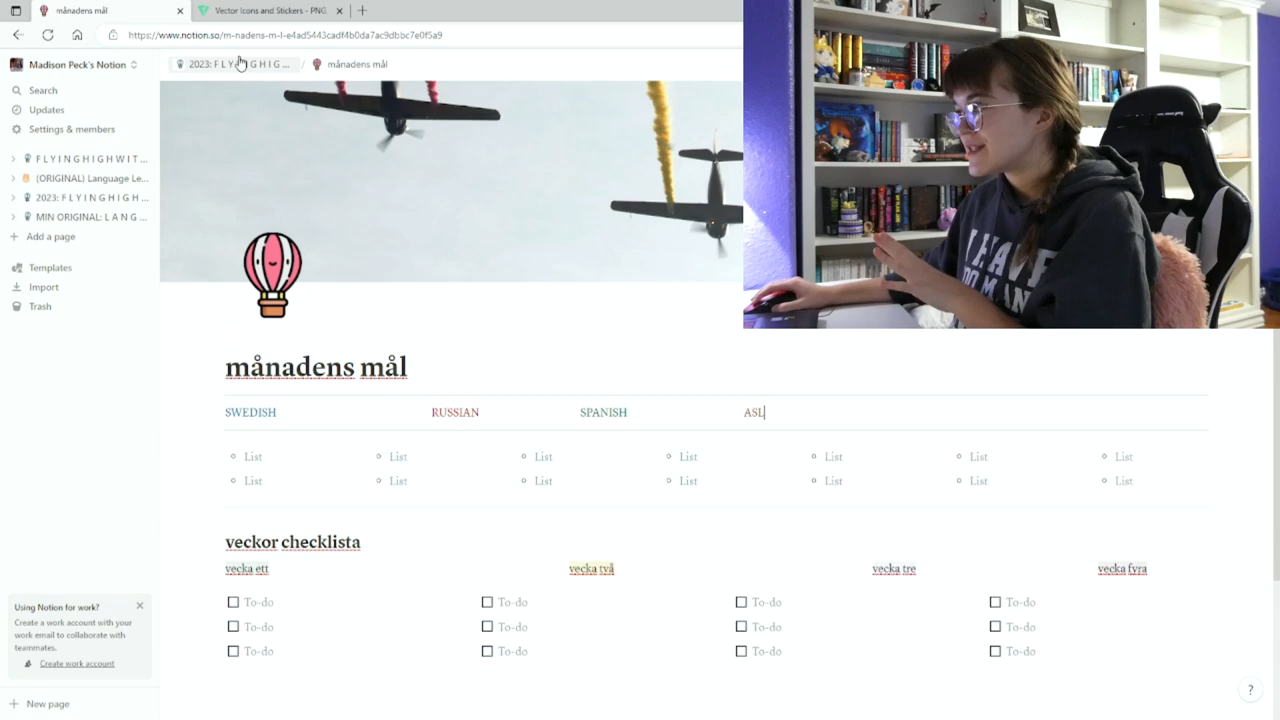 månadens mål
Vector Icons and Stickers - PNG,
https://www.notion.so/m-nadens-m-l-e4ad5443cadf4b0da7ac9dbbc7e0f5a9
Madison Peck's Notion
2023: F L Y I N G H I G ... / månadens mål
Search
Updates
Settings & members
F L Y I N G H I G H W I T ...
(ORIGINAL) Language Le...
2023: F L Y I N G H I G H ...
MIN ORIGINAL: L A N G ...
Add a page
Templates
Import
Trash
I HAVE
NO MAN
månadens mål
SWEDISH RUSSIAN SPANISH ASL
List List List List List List List
List List List List List List List
veckor checklista
vecka ett vecka två vecka tre vecka fyra
To-do To-do To-do To-do
To-do To-do To-do To-do
To-do To-do To-do To-do
Using Notion for work?
Create a work account with your
work email to collaborate with
teammates.
Create work account
New page
?